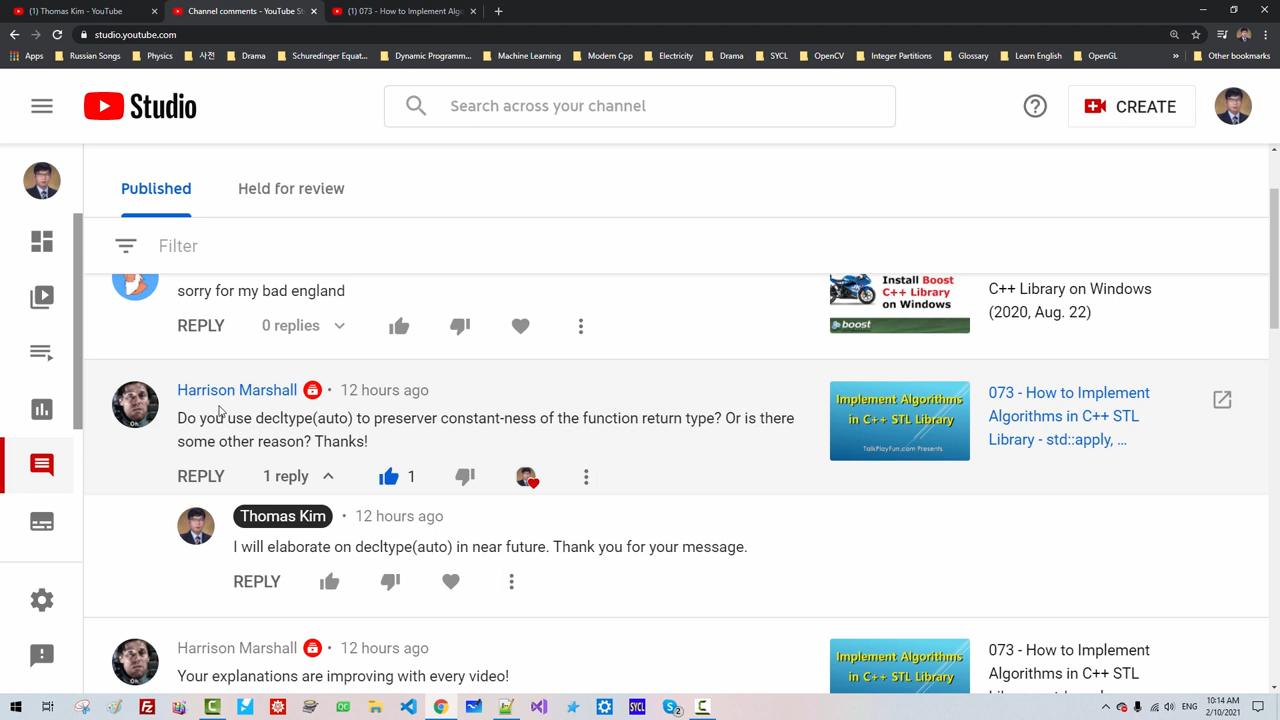 (1) Thomas Kim - YouTube
Comments - YouTube St
(1) 073 - How to Implement Alg
studio.youtube.com
Apps
Russian Songs
Physics
사전
Drama
Schuredinger Equat...
Dynamic Programm...
Machine Learning
Modern Cpp
Electricity
Drama
SYCL
OpenCV
Integer Partitions
Glossary
Learn English
OpenGL
»
Other bookmarks
Studio
Search across your channel
CREATE
Published
Held for review
Filter
sorry for my bad england
REPLY
0 replies
Install Boost
C++ Library
on Windows
boost
C++ Library on Windows
(2020, Aug. 22)
Harrison Marshall • 12 hours ago
Do you use decltype(auto) to preserver constant-ness of the function return type? Or is there
some other reason? Thanks!
REPLY
1 reply
1
Implement Algorithms
in C++ STL Library
TalkPlayFun.com Presents
073 - How to Implement
Algorithms in C++ STL
Library - std::apply, ...
Thomas Kim • 12 hours ago
I will elaborate on decltype(auto) in near future. Thank you for your message.
REPLY
Harrison Marshall • 12 hours ago
Your explanations are improving with every video!
Implement Algorithms
in C++ STL Library
073 - How to Implement
Algorithms in C++ STL
QC
SYCL
ENG
10:14 AM
2/10/2021